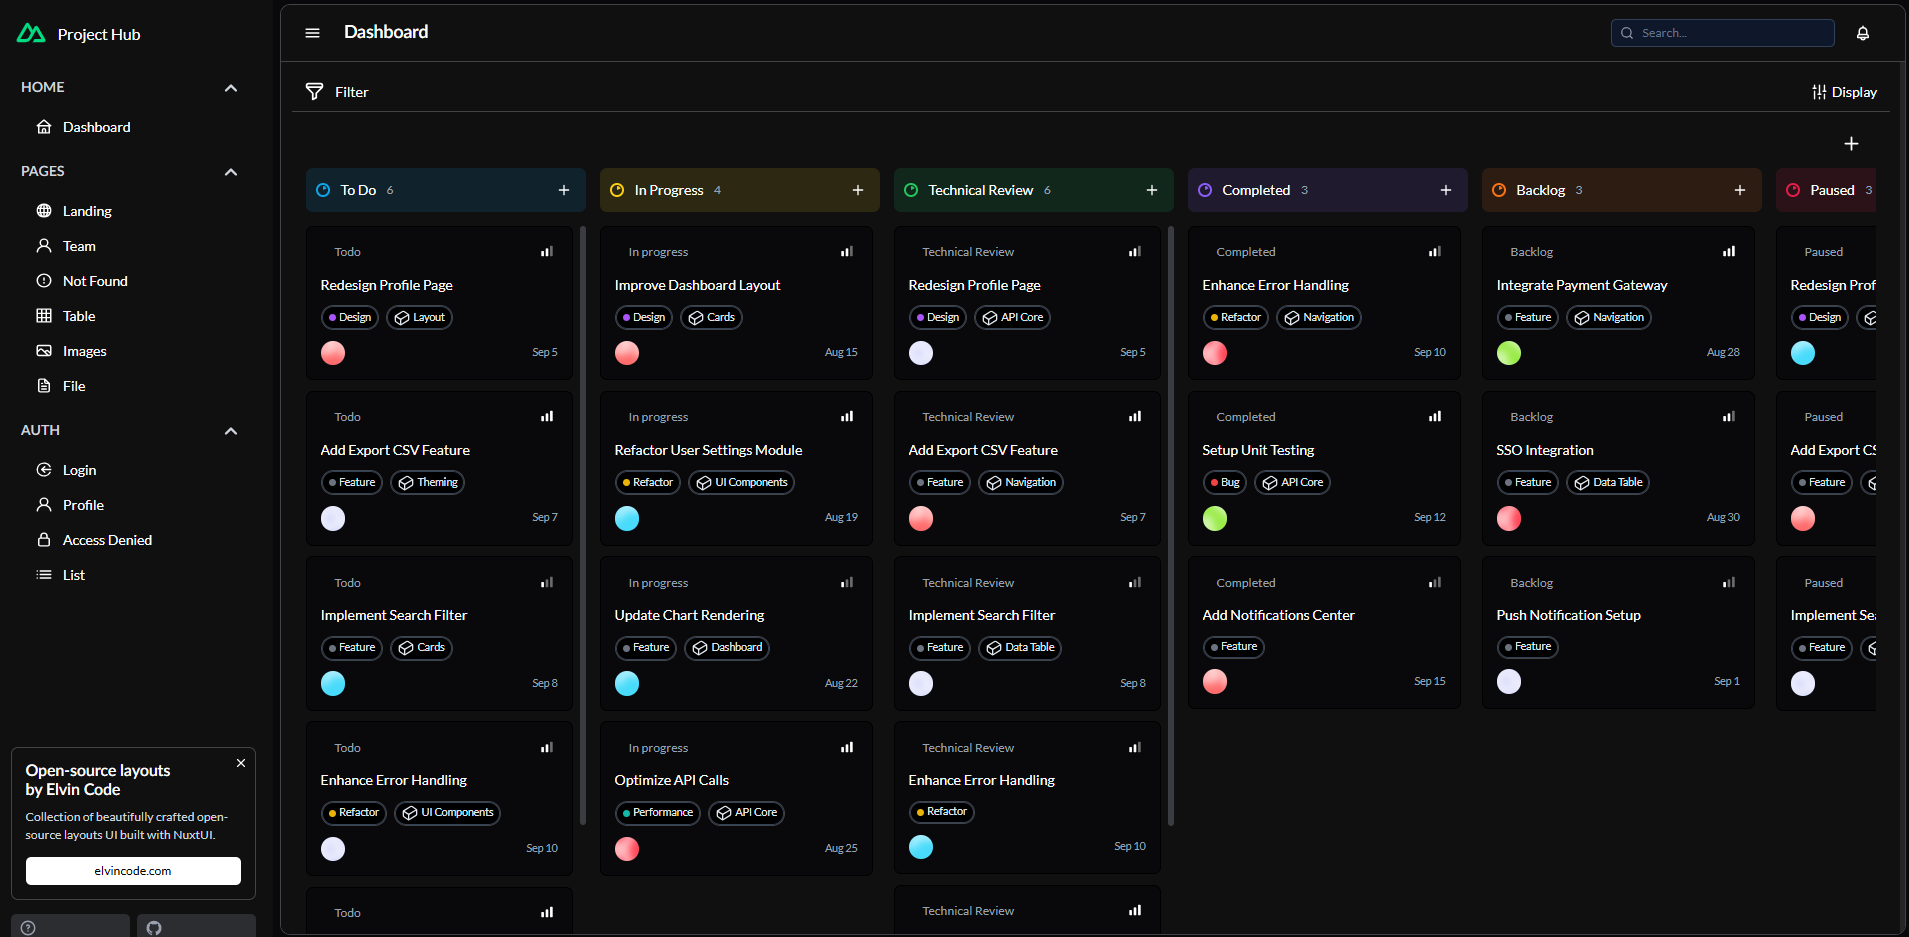 Project Hub
HOME
Dashboard
PAGES
Landing
Team
Not Found
Table
Images
File
AUTH
Login
Profile
Access Denied
List
Open-source layouts
by Elvin Code
Collection of beautifully crafted open-
source layouts UI built with NuxtUI.
elvincode.com
Dashboard
Search...
Filter
Display
To Do 6
Todo
Redesign Profile Page
Design Layout
Sep 5
Todo
Add Export CSV Feature
Feature Theming
Sep 7
Todo
Implement Search Filter
Feature Cards
Sep 8
Todo
Enhance Error Handling
Refactor UI Components
Sep 10
Todo
In Progress 4
In progress
Improve Dashboard Layout
Design Cards
Aug 15
In progress
Refactor User Settings Module
Refactor UI Components
Aug 19
In progress
Update Chart Rendering
Feature Dashboard
Aug 22
In progress
Optimize API Calls
Performance API Core
Aug 25
Technical Review 6
Technical Review
Redesign Profile Page
Design API Core
Sep 5
Technical Review
Add Export CSV Feature
Feature Navigation
Sep 7
Technical Review
Implement Search Filter
Feature Data Table
Sep 8
Technical Review
Enhance Error Handling
Refactor
Sep 10
Technical Review
Completed 3
Completed
Enhance Error Handling
Refactor Navigation
Sep 10
Completed
Setup Unit Testing
Bug API Core
Sep 12
Completed
Add Notifications Center
Feature
Sep 15
Backlog 3
Backlog
Integrate Payment Gateway
Feature Navigation
Aug 28
Backlog
SSO Integration
Feature Data Table
Aug 30
Backlog
Push Notification Setup
Feature
Sep 1
Paused 3
Paused
Redesign Prof
Design
Paused
Add Export CS
Feature
Paused
Implement Sea
Feature